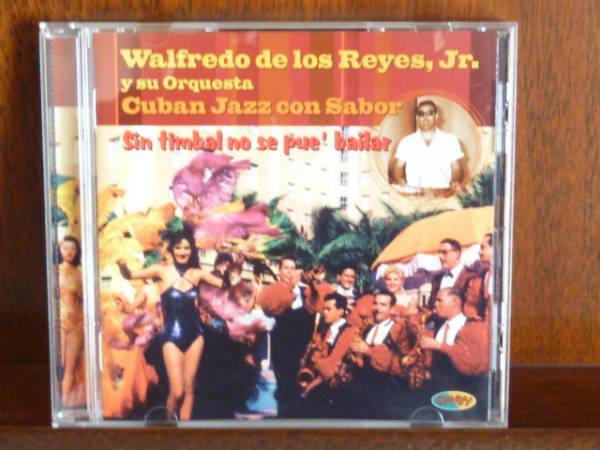 Walfredo de los Reyes, Jr.
y su Orquesta
Cuban Jazz con Sabor
Sin timbal no se pue' bailar